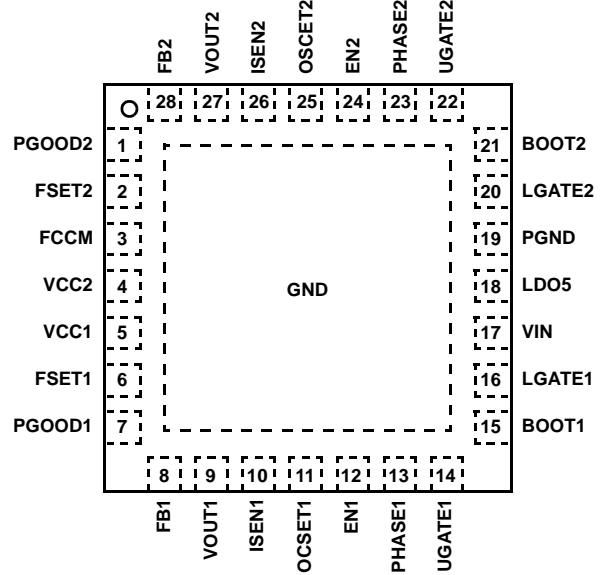 FB2
VOUT2
ISEN2
OSCET2
EN2
PHASE2
UGATE2
28 27 26 25 24 23 22
PGOOD2 1
FSET2 2
FCCM 3
VCC2 4
VCC1 5
FSET1 6
PGOOD1 7
GND
21 BOOT2
20 LGATE2
19 PGND
18 LDO5
17 VIN
16 LGATE1
15 BOOT1
8 9 10 11 12 13 14
FB1
VOUT1
ISEN1
OCSET1
EN1
PHASE1
UGATE1